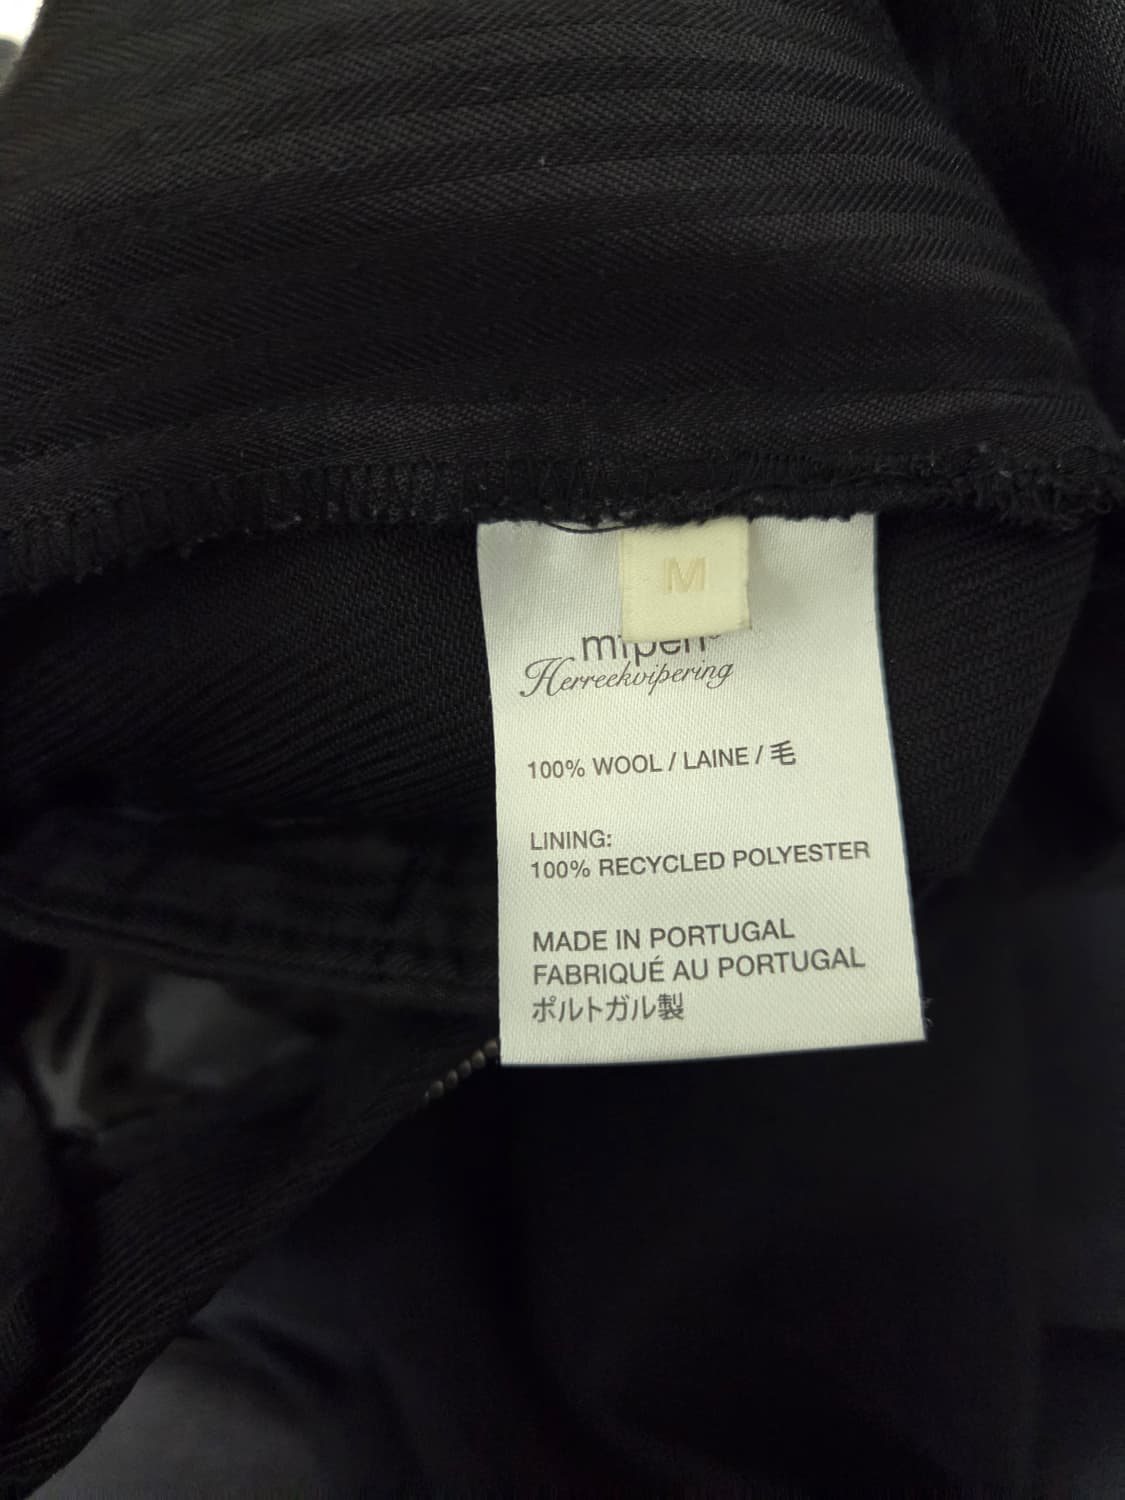 M
Herreekvipering
100% WOOL / LAINE / 毛
LINING:
100% RECYCLED POLYESTER
MADE IN PORTUGAL
FABRIQUÉ AU PORTUGAL
ポルトガル製